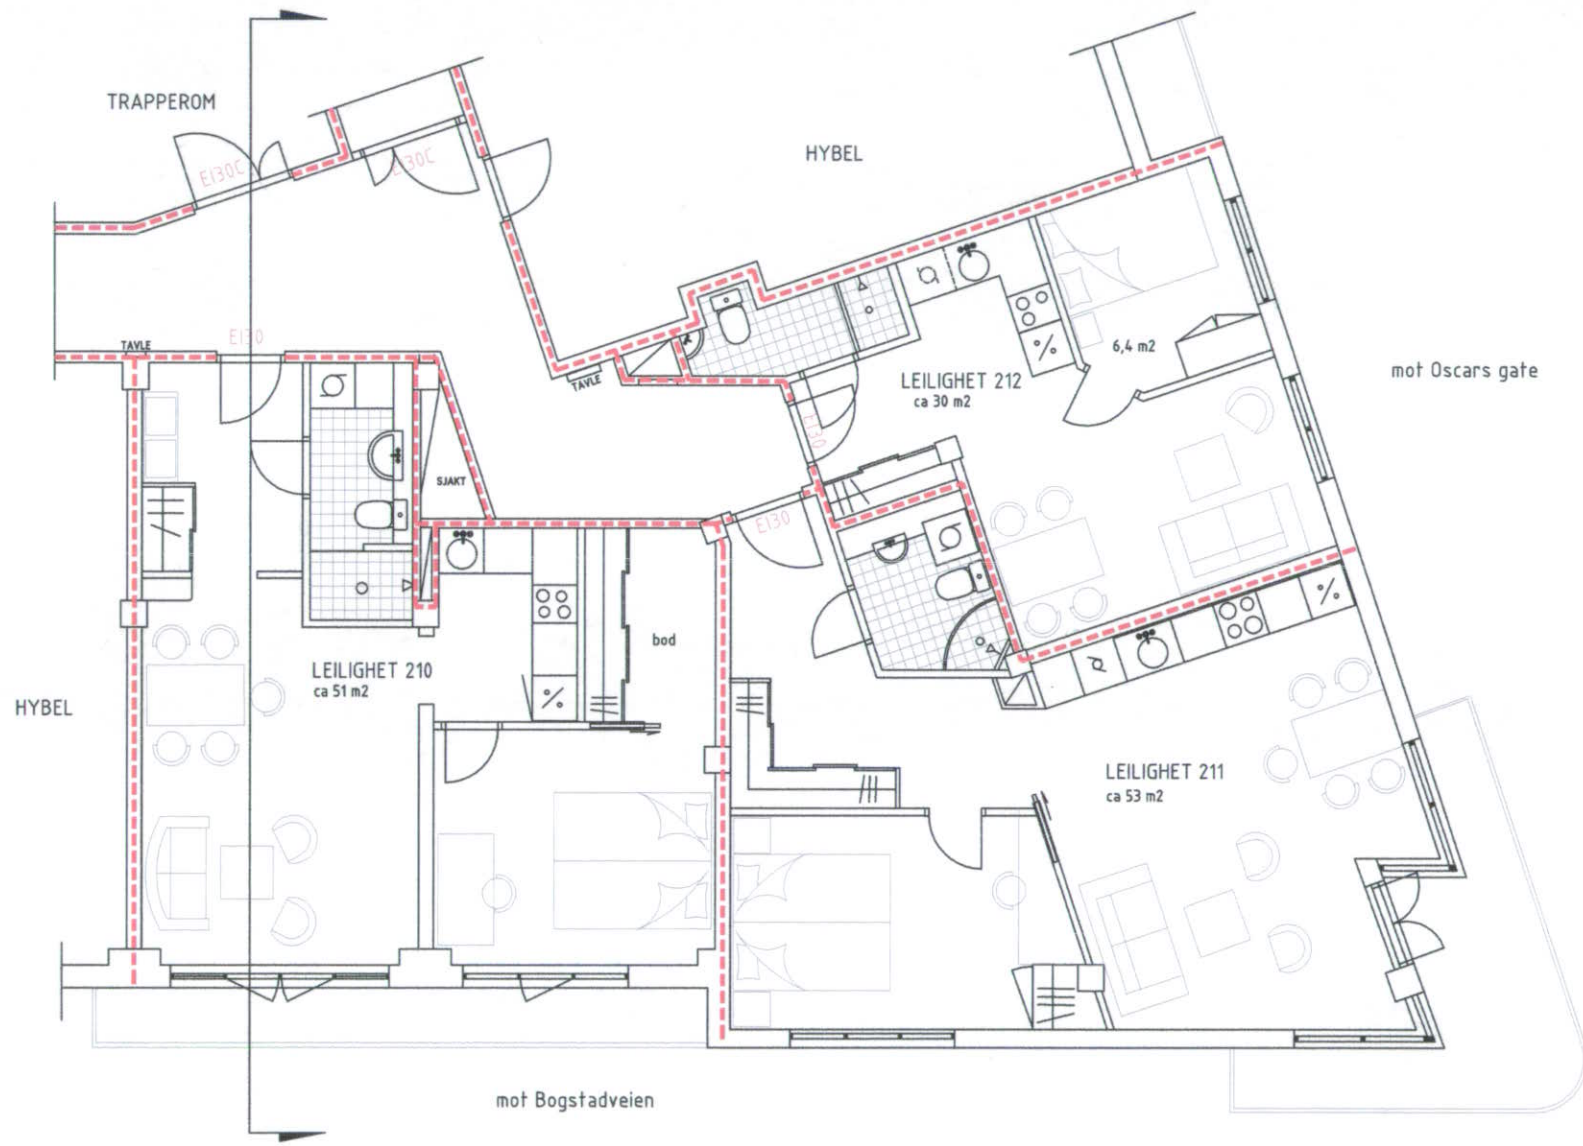 TRAPPEROM
EI30C
EI30C
HYBEL
TAVLE
EI30
TAVLE
6,4 m2
mot Oscars gate
LEILIGHET 212
ca 30 m2
EI30
SJAKT
EI30
bod
LEILIGHET 210
ca 51 m2
HYBEL
LEILIGHET 211
ca 53 m2
mot Bogstadveien